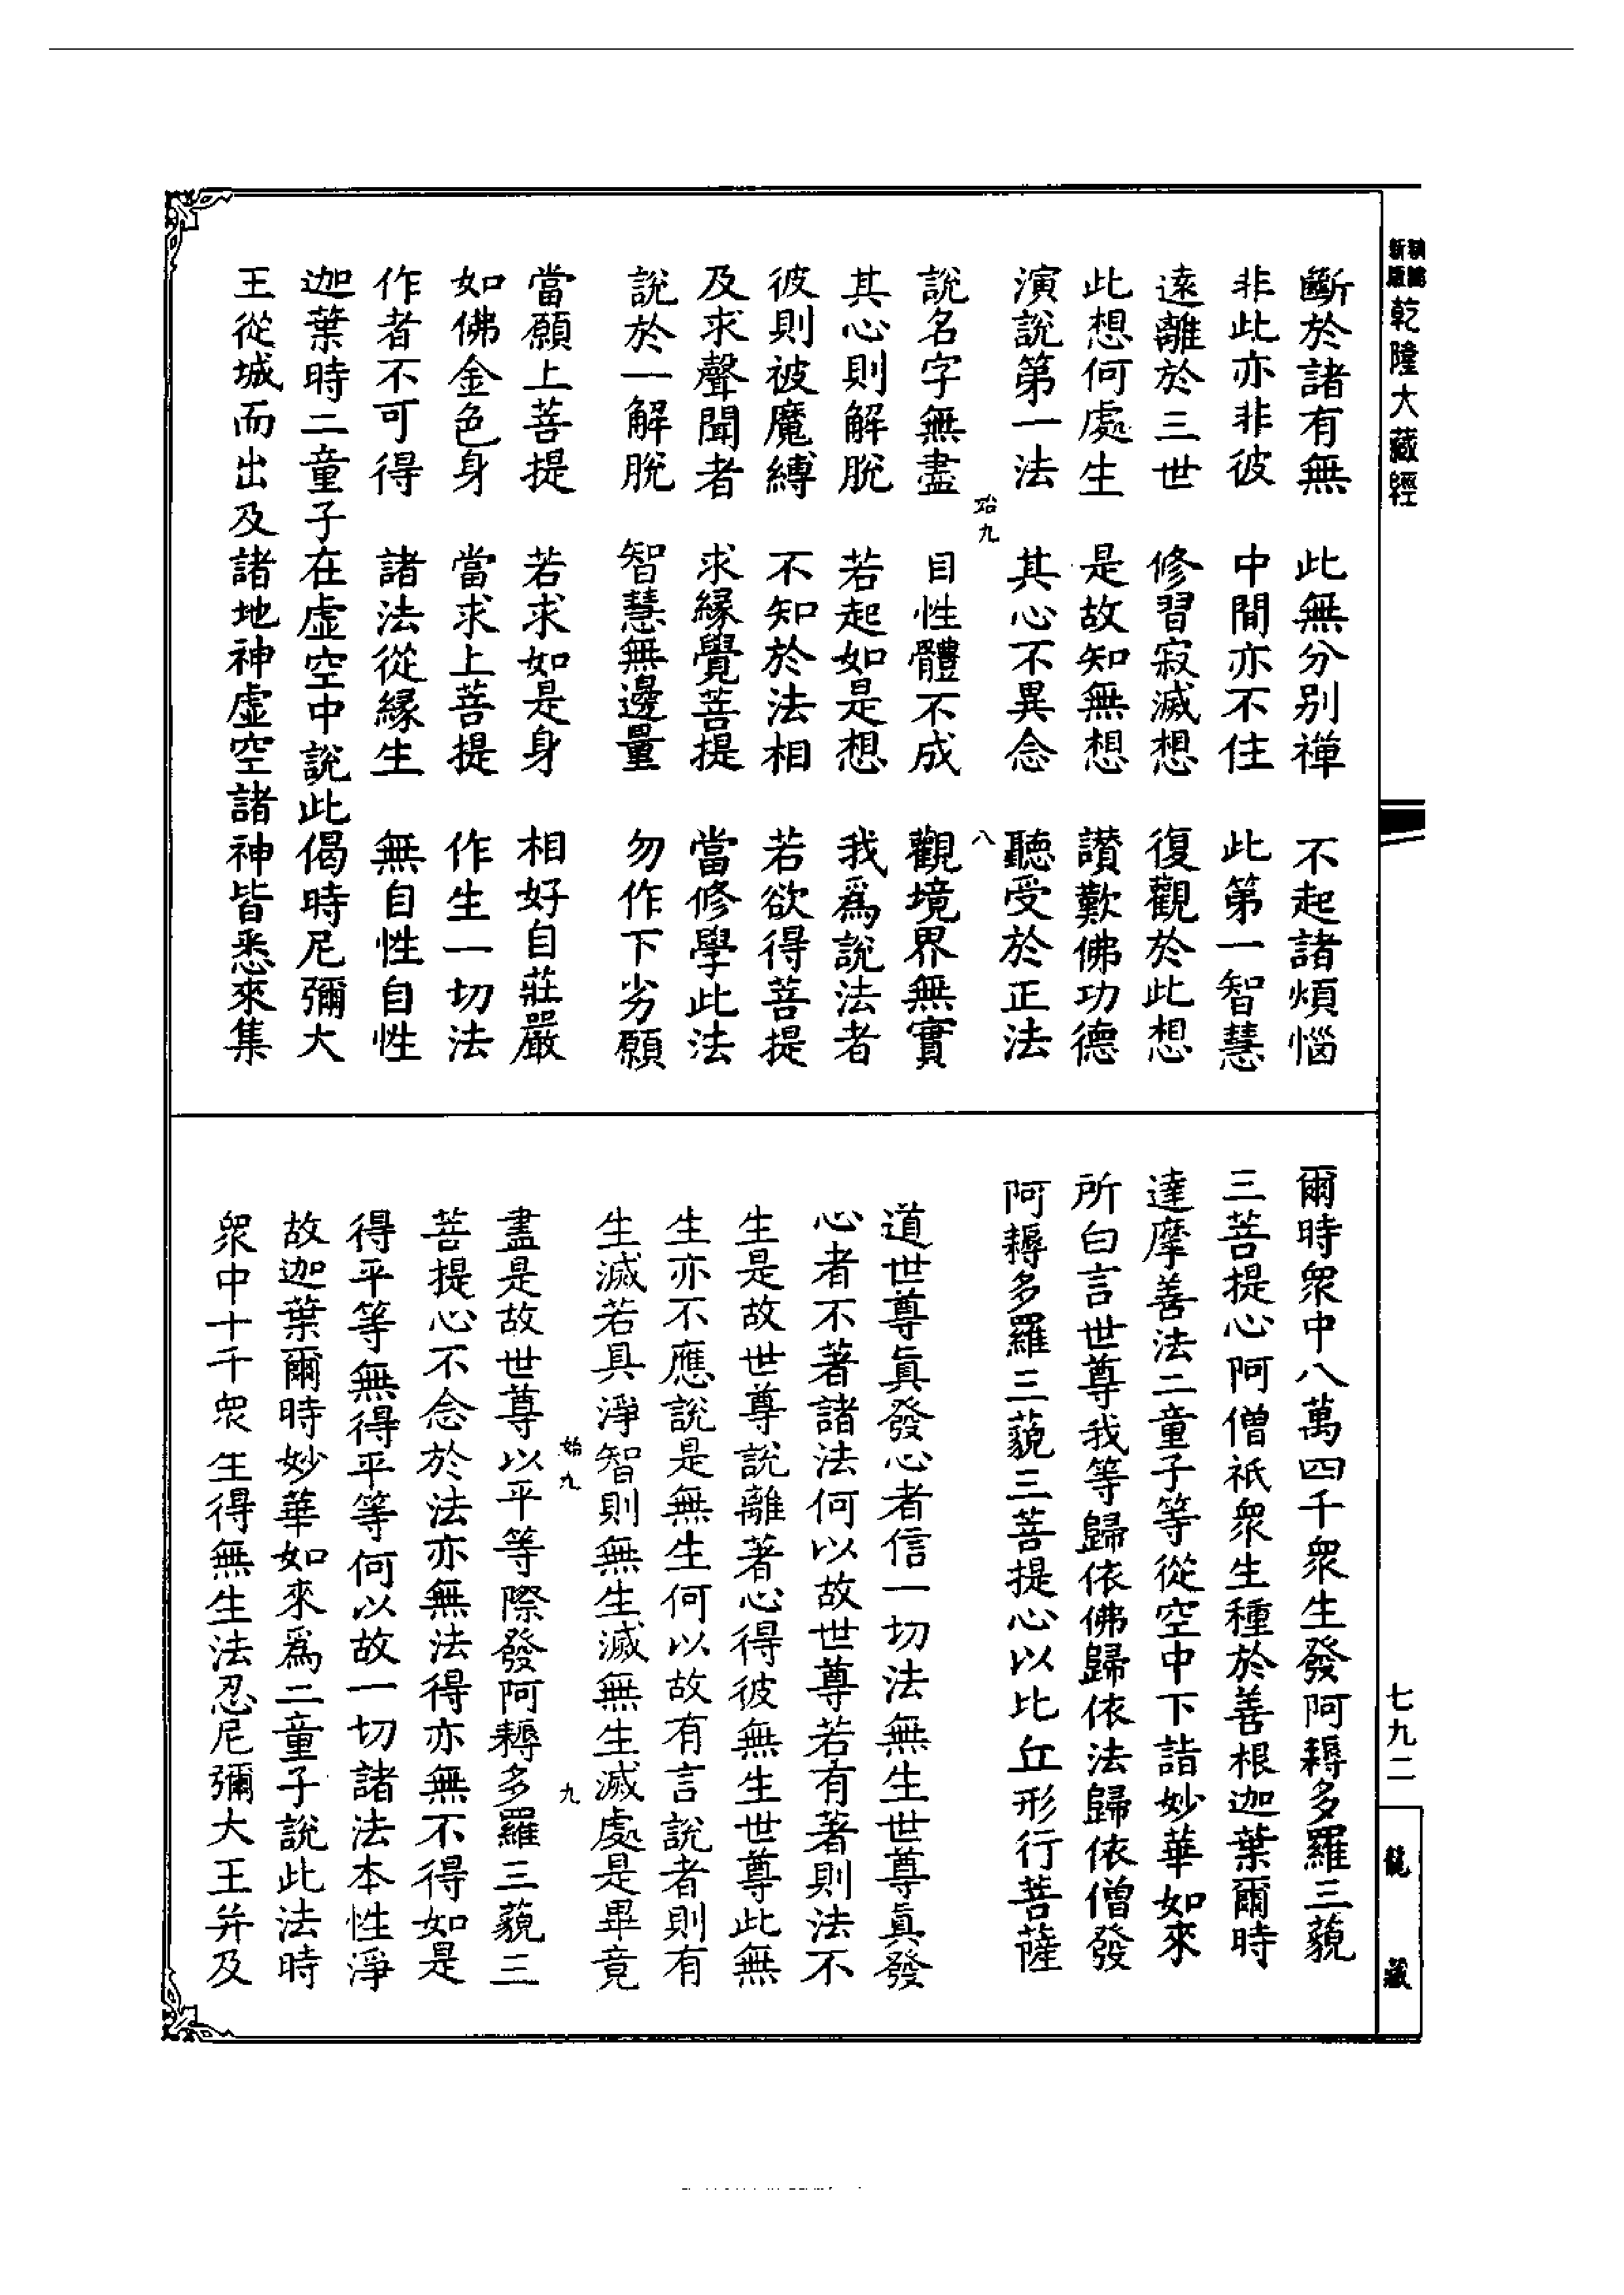 新編
新版
乾隆大藏經
斷於諸有無　此無分別禪　不起諸煩惱
非此亦非彼　中間亦不住　此第一智慧
遠離於三世　修習寂滅想　復觀於此想
此想何處生　是故知無想　讃歎佛功德
演說第一法　其心不異念　聽受於正法
始九　八
說名字無盡　目性體不成　觀境界無實
其心則解脫　若起如是想　我爲說法者
彼則被魔縛　不知於法相　若欲得菩提
及求聲聞者　求緣覺菩提　當修學此法
說於一解脫　智慧無邊量　勿作下劣願
當願上菩提　若求如是身　相好自莊嚴
如佛金色身　當求上菩提　作生一切法
作者不可得　諸法從緣生　無自性自性
迦葉時二童子在虛空中說此偈時尼彌大
王從城而出及諸地神虛空諸神皆悉來集
爾時衆中八萬四千衆生發阿耨多羅三藐
三菩提心阿僧祇衆生種於善根迦葉爾時
達摩善法二童子等從空中下詣妙華如來
所白言世尊我等歸依佛歸依法歸依僧發
阿耨多羅三藐三菩提心以比丘形行菩薩
道世尊眞發心者信一切法無生世尊眞發
心者不著諸法何以故世尊若有著則法不
生是故世尊說離著心得彼無生世尊此無
生亦不應說是無生何以故有言說者則有
生滅若具淨智則無生滅無生滅處是畢竟
始九　九
盡是故世尊以平等際發阿耨多羅三藐三
菩提心不念於法亦無法得亦無不得如是
得平等無得平等何以故一切諸法本性淨
故迦葉爾時妙華如來爲二童子說此法時
衆中十千衆生得無生法忍尼彌大王并及
七九二
龍藏